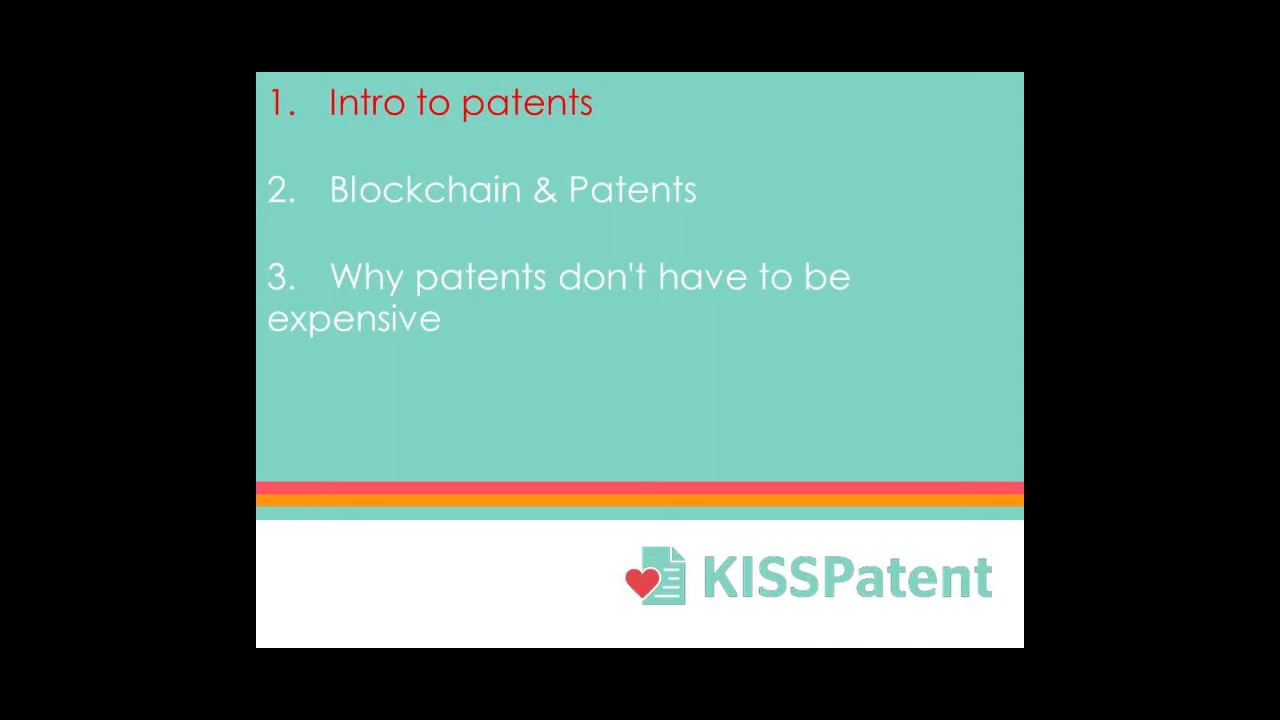 1. Intro to patents
2. Blockchain & Patents
3. Why patents don't have to be
expensive
KISSPatent